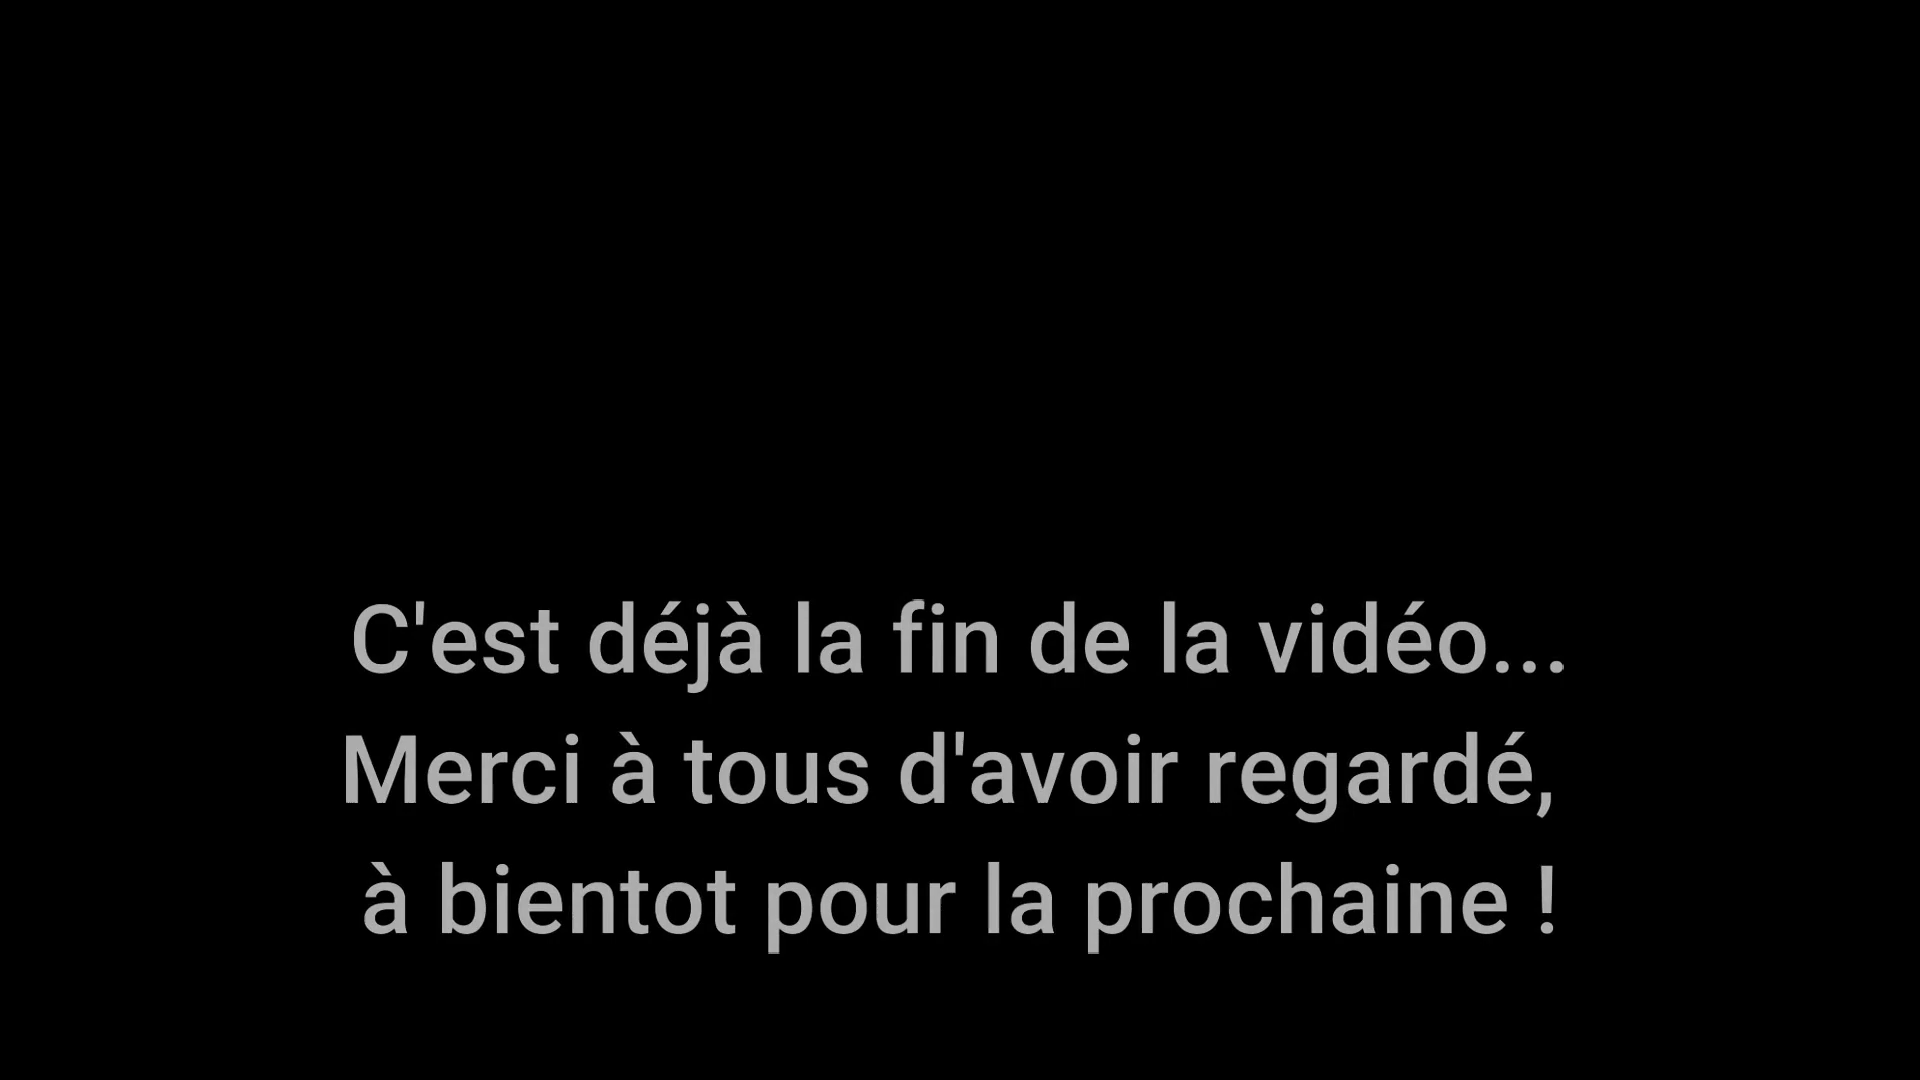 C'est déjà la fin de la vidéo...
Merci à tous d'avoir regardé,
à bientot pour la prochaine !